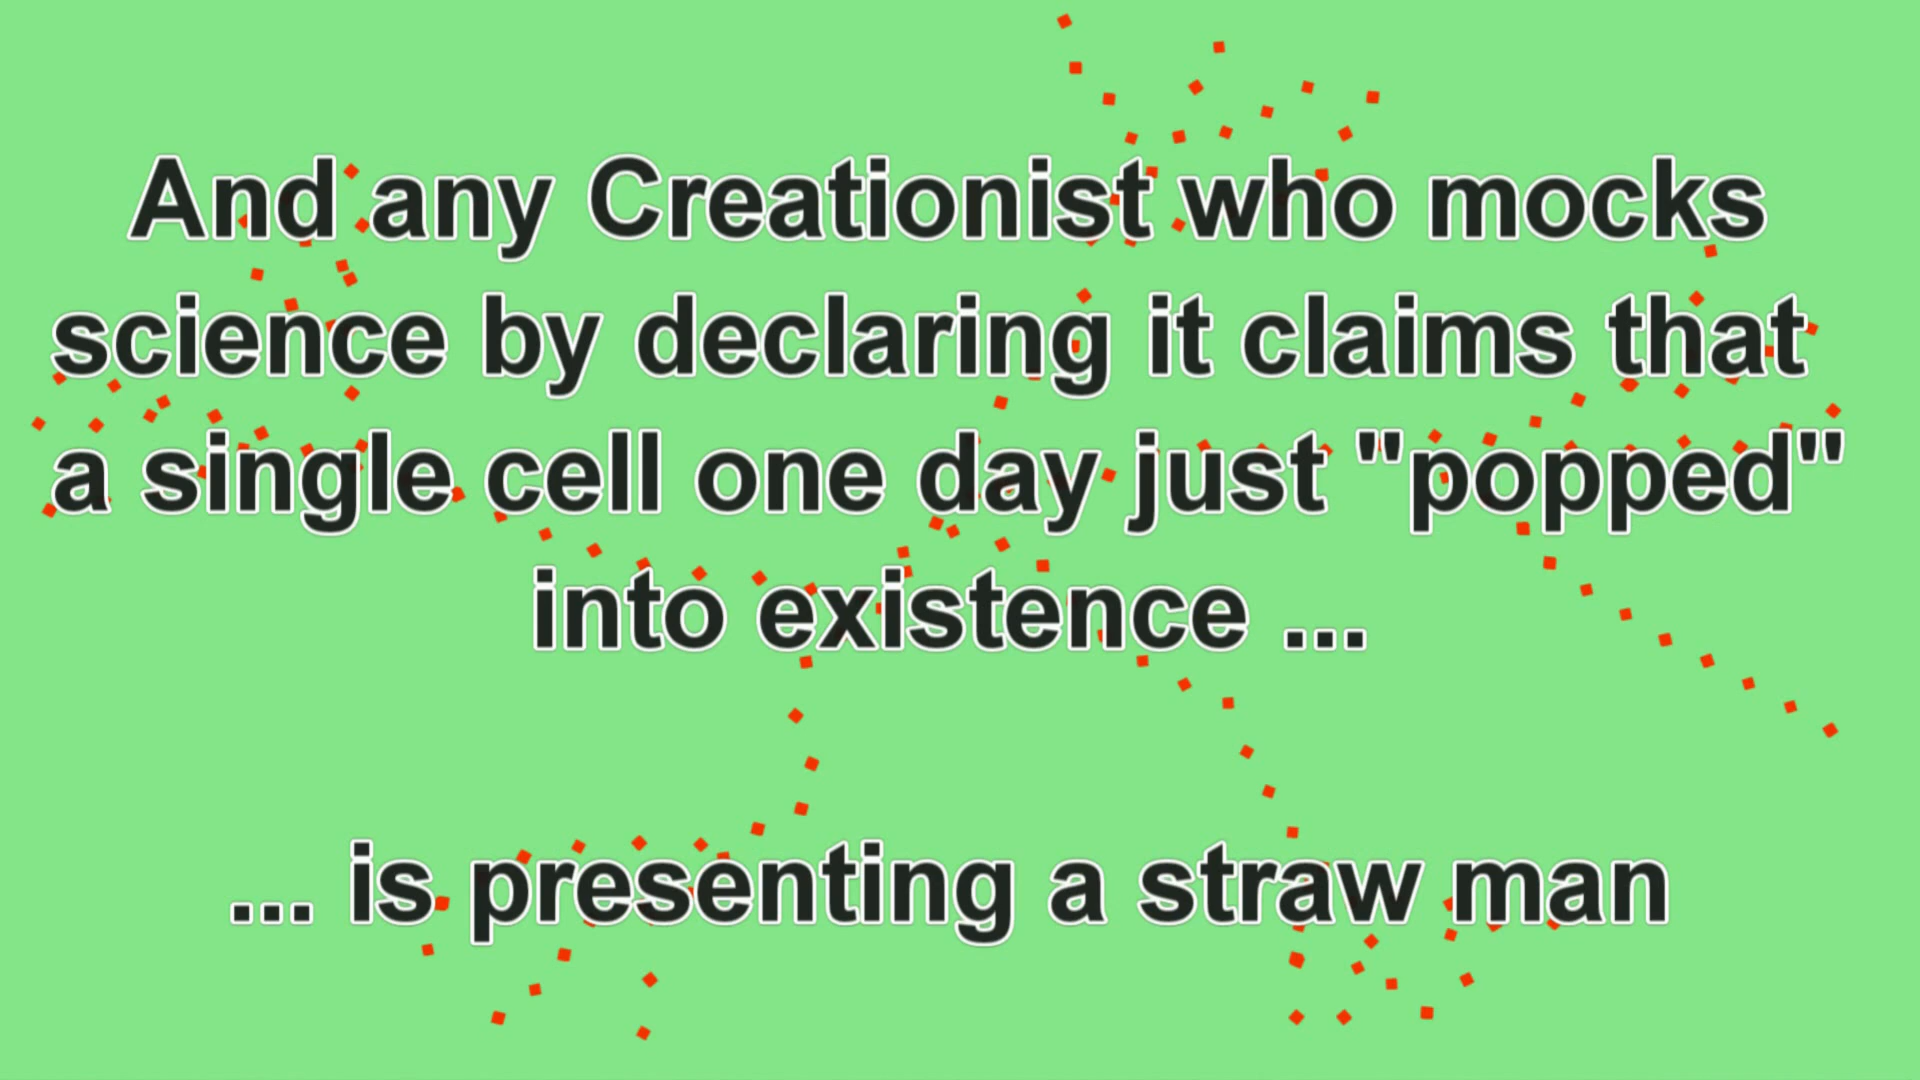 And any Creationist who mocks
science by declaring it claims that
a single cell one day just "popped"
into existence ...
... is presenting a straw man